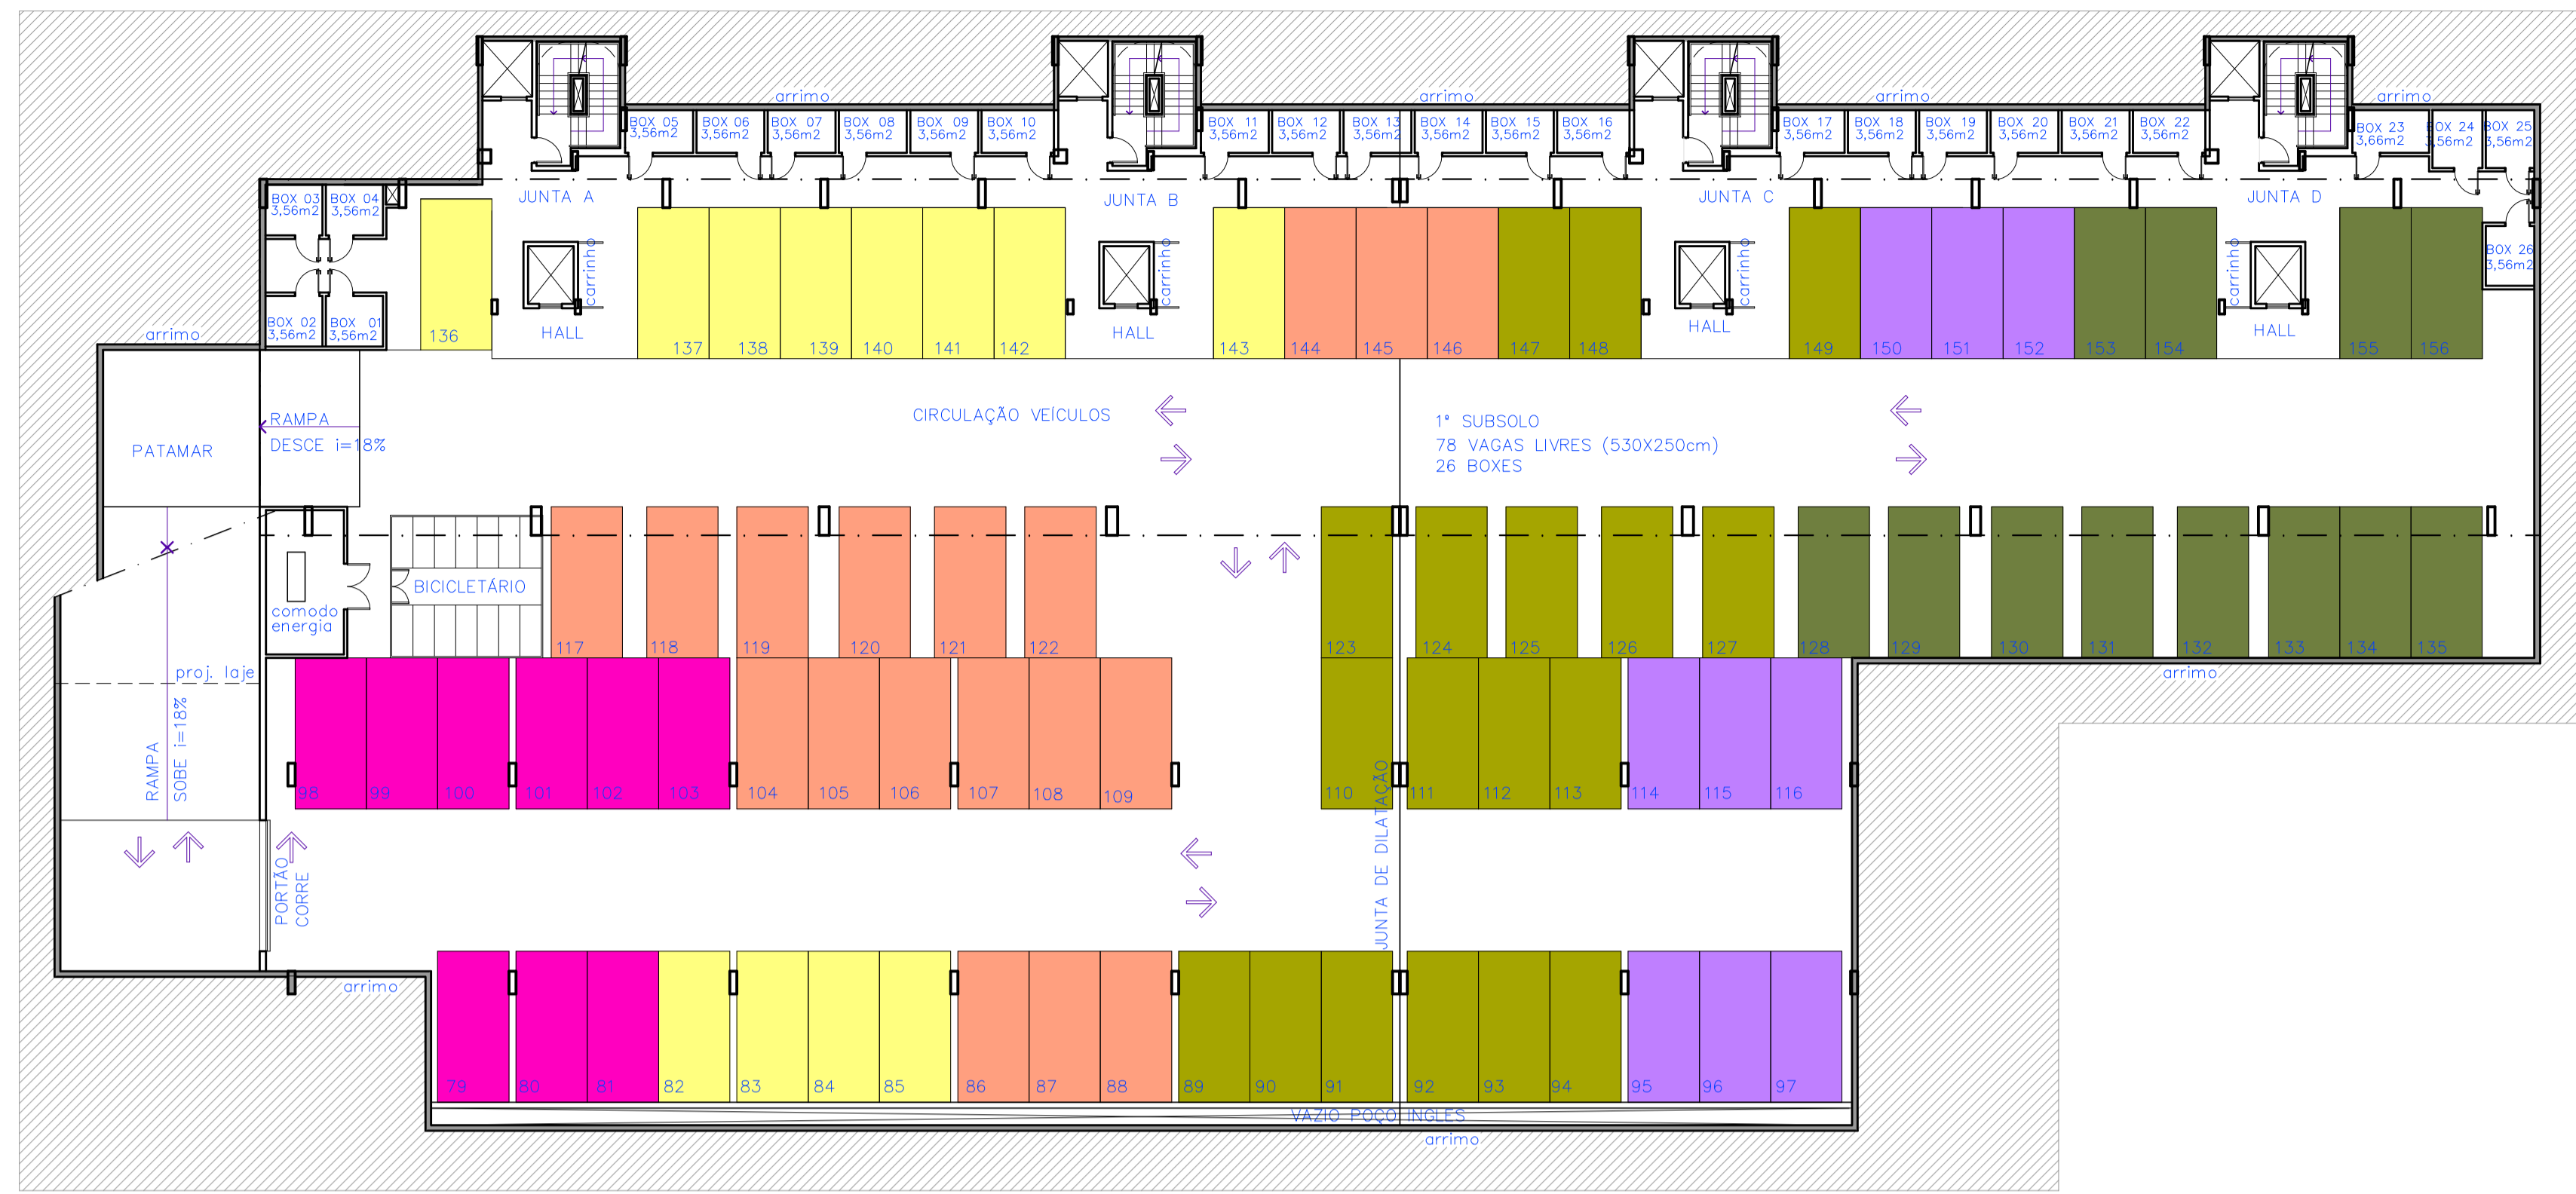 arrimo
arrimo
arrimo
arrimo
BOX 05
3,56m2
BOX 06
3,56m2
BOX 07
3,56m2
BOX 08
3,56m2
BOX 09
3,56m2
BOX 10
3,56m2
BOX 11
3,56m2
BOX 12
3,56m2
BOX 13
3,56m2
BOX 14
3,56m2
BOX 15
3,56m2
BOX 16
3,56m2
BOX 17
3,56m2
BOX 18
3,56m2
BOX 19
3,56m2
BOX 20
3,56m2
BOX 21
3,56m2
BOX 22
3,56m2
BOX 23
3,66m2
BOX 24
3,56m2
BOX 25
3,56m2
BOX 03
3,56m2
BOX 04
3,56m2
JUNTA A
JUNTA B
JUNTA C
JUNTA D
carrinho
carrinho
carrinho
carrinho
BOX 26
3,56m2
BOX 02
3,56m2
BOX 01
3,56m2
arrimo
HALL
HALL
HALL
HALL
136
137
138
139
140
141
142
143
144
145
146
147
148
149
150
151
152
153
154
155
156
RAMPA
DESCE i=18%
PATAMAR
CIRCULAÇÃO VEÍCULOS
1° SUBSOLO
78 VAGAS LIVRES (530X250cm)
26 BOXES
BICICLETÁRIO
comodo
energia
117
118
119
120
121
122
123
124
125
126
127
128
129
130
131
132
133
134
135
proj. laje
arrimo
RAMPA
SOBE i=18%
98
99
100
101
102
103
104
105
106
107
108
109
110
111
112
113
114
115
116
PORTÃO
CORRE
JUNTA DE DILATAÇÃO
arrimo
79
80
81
82
83
84
85
86
87
88
89
90
91
92
93
94
95
96
97
VAZIO POÇO INGLES
arrimo